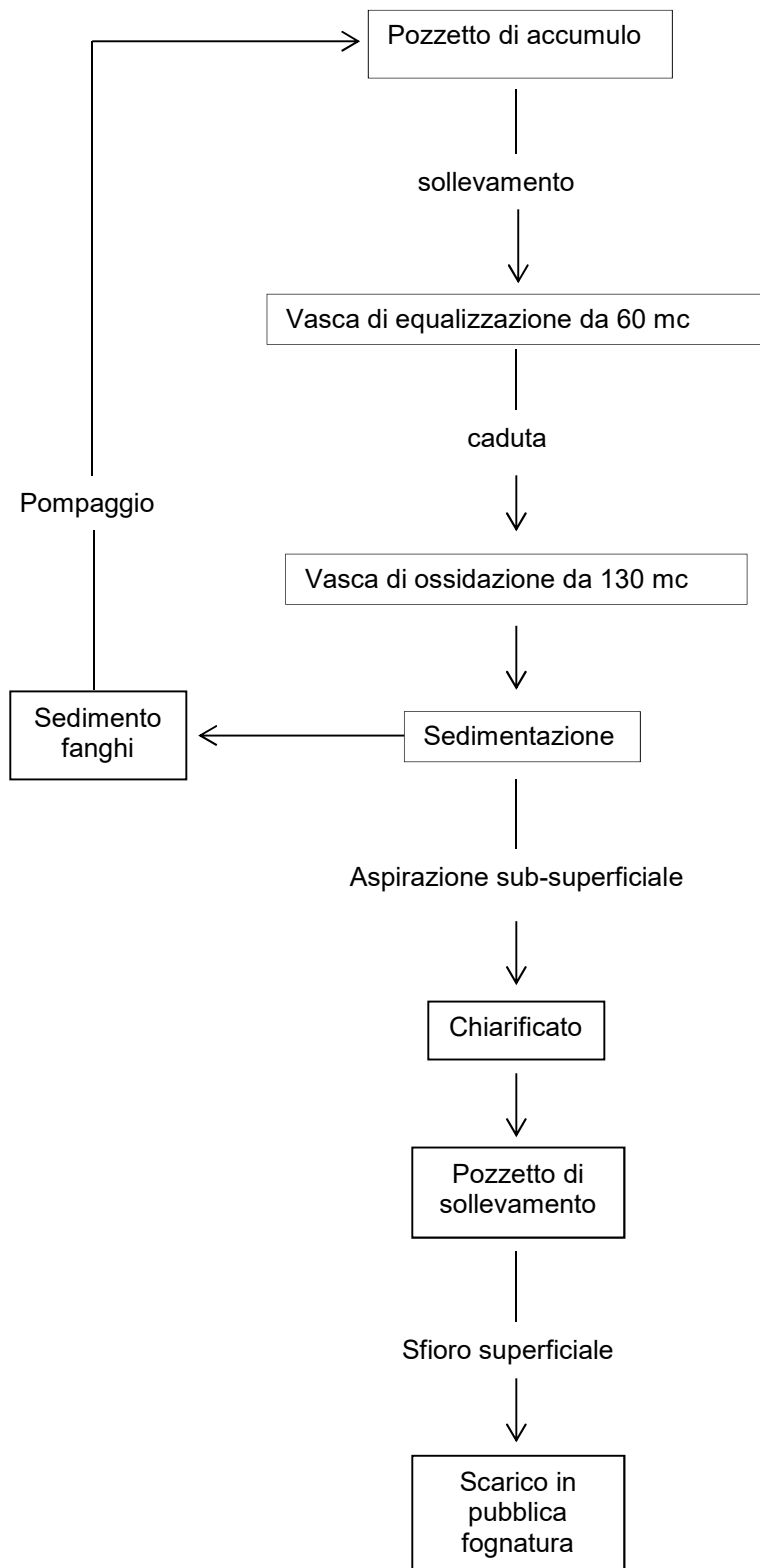 Pozzetto di accumulo
sollevamento
Vasca di equalizzazione da 60 mc
caduta
Pompaggio
Vasca di ossidazione da 130 mc
Sedimento
fanghi
Sedimentazione
Aspirazione sub-superficiale
Chiarificato
Pozzetto di
sollevamento
Sfioro superficiale
Scarico in
pubblica
fognatura